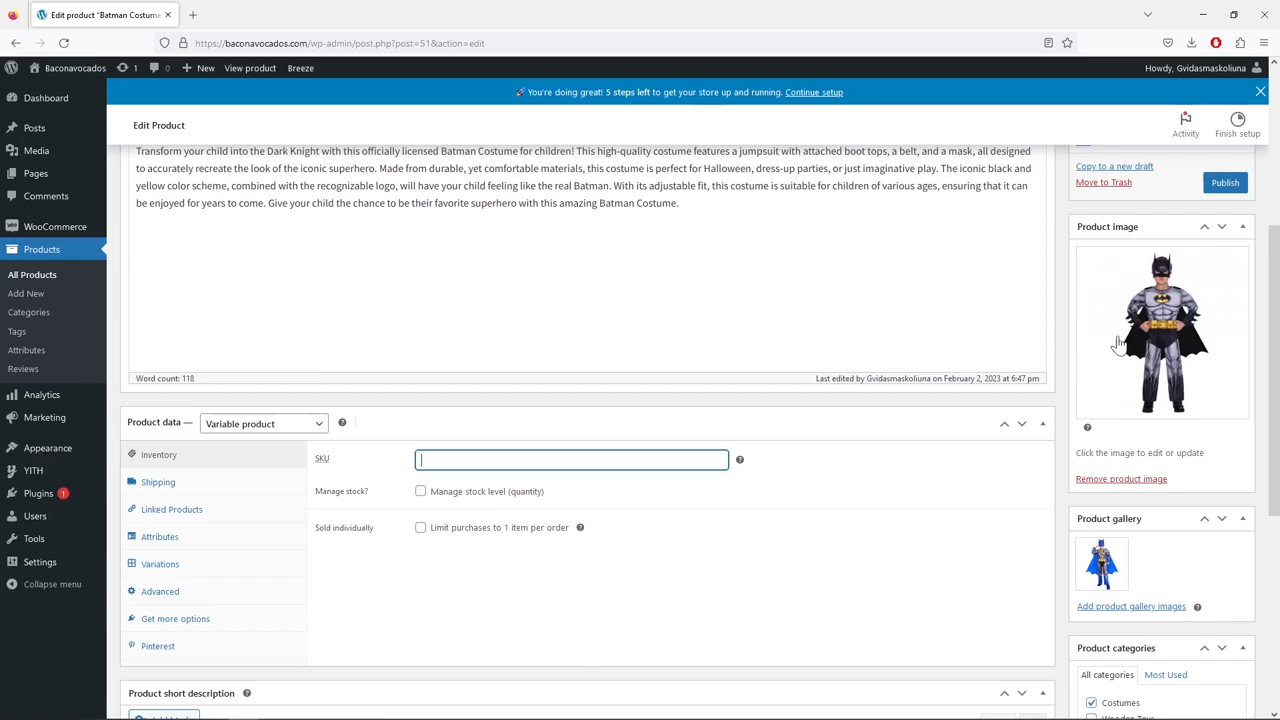 Edit product “Batman Costume
https://baconavocados.com/wp-admin/post.php?post=51&action=edit
Baconavocados
1
0
New
View product
Breeze
Howdy, Gvidasmaskoliuna
Dashboard
Posts
Media
Pages
Comments
WooCommerce
Products
All Products
Add New
Categories
Tags
Attributes
Reviews
Analytics
Marketing
Appearance
YITH
Plugins 1
Users
Tools
Settings
Collapse menu
🚀 You're doing great! 5 steps left to get your store up and running. Continue setup
Edit Product
Activity
Finish setup
Transform your child into the Dark Knight with this officially licensed Batman Costume for children! This high-quality costume features a jumpsuit with attached boot tops, a belt, and a mask, all designed
to accurately recreate the look of the iconic superhero. Made from durable, yet comfortable materials, this costume is perfect for Halloween, dress-up parties, or just imaginative play. The iconic black and
yellow color scheme, combined with the recognizable logo, will have your child feeling like the real Batman. With its adjustable fit, this costume is suitable for children of various ages, ensuring that it can
be enjoyed for years to come. Give your child the chance to be their favorite superhero with this amazing Batman Costume.
Word count: 118
Last edited by Gvidasmaskoliuna on February 2, 2023 at 6:47 pm
Product data —
Variable product
Inventory
Shipping
Linked Products
Attributes
Variations
Advanced
Get more options
Pinterest
SKU
Manage stock?
Manage stock level (quantity)
Sold individually
Limit purchases to 1 item per order
Product short description
Copy to a new draft
Move to Trash
Publish
Product image
Click the image to edit or update
Remove product image
Product gallery
Add product gallery images
Product categories
All categories
Most Used
Costumes
Wooden Toys